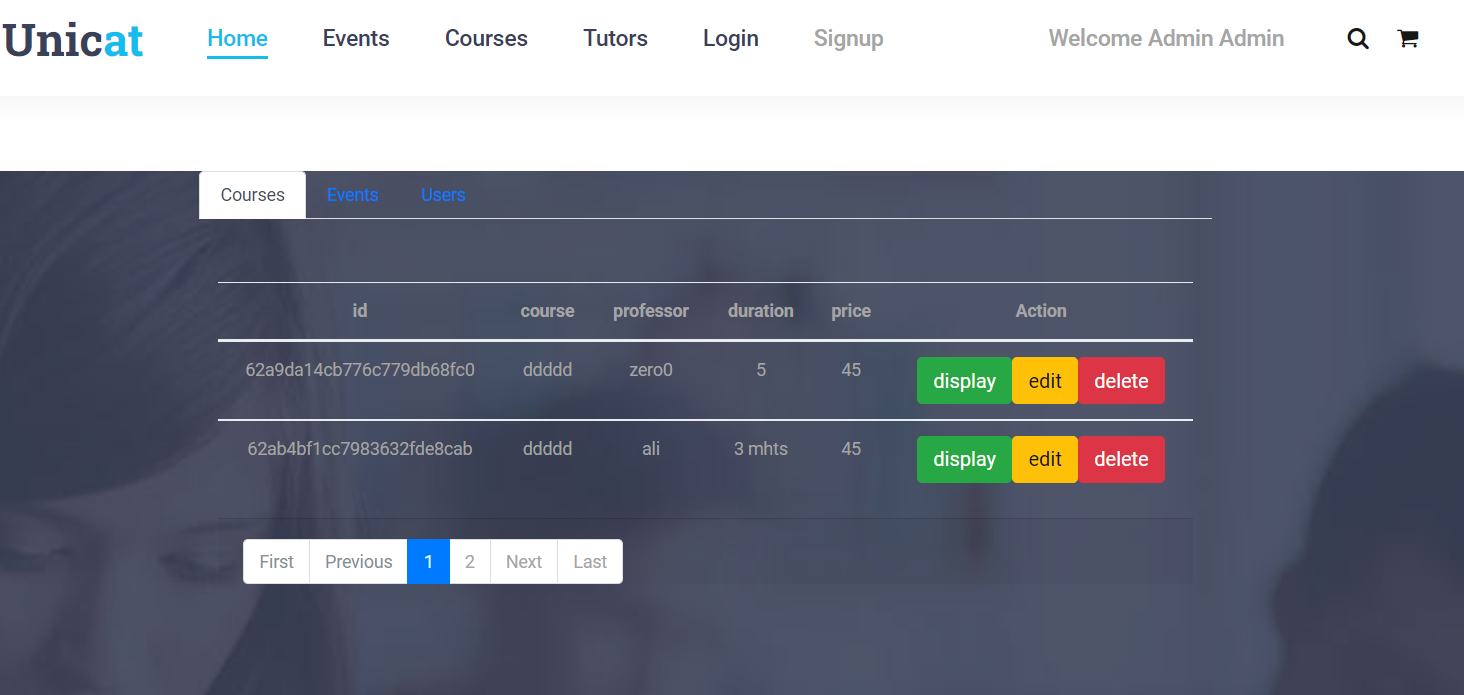 Unicat Home Events Courses Tutors Login Signup Welcome Admin Admin
Courses Events Users
id course professor duration price Action
62a9da14cb776c779db68fc0 ddddd zero0 5 45 display edit delete
62ab4bf1cc7983632fde8cab ddddd ali 3 mhts 45 display edit delete
First Previous 1 2 Next Last